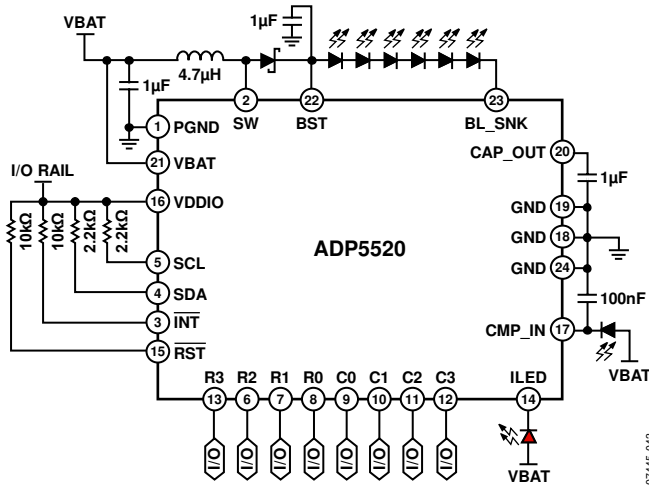 VBAT
1µF
1µF
4.7µH
2
SW
22
BST
23
BL_SNK
1
PGND
21
VBAT
I/O RAIL
16
VDDIO
10kΩ
10kΩ
2.2kΩ
2.2kΩ
5
SCL
4
SDA
3
INT
15
RST
ADP5520
CAP_OUT
20
1µF
GND
19
GND
18
GND
24
100nF
CMP_IN
17
VBAT
R3
R2
R1
R0
C0
C1
C2
C3
ILED
13
6
7
8
9
10
11
12
14
I/O
I/O
I/O
I/O
I/O
I/O
I/O
I/O
VBAT